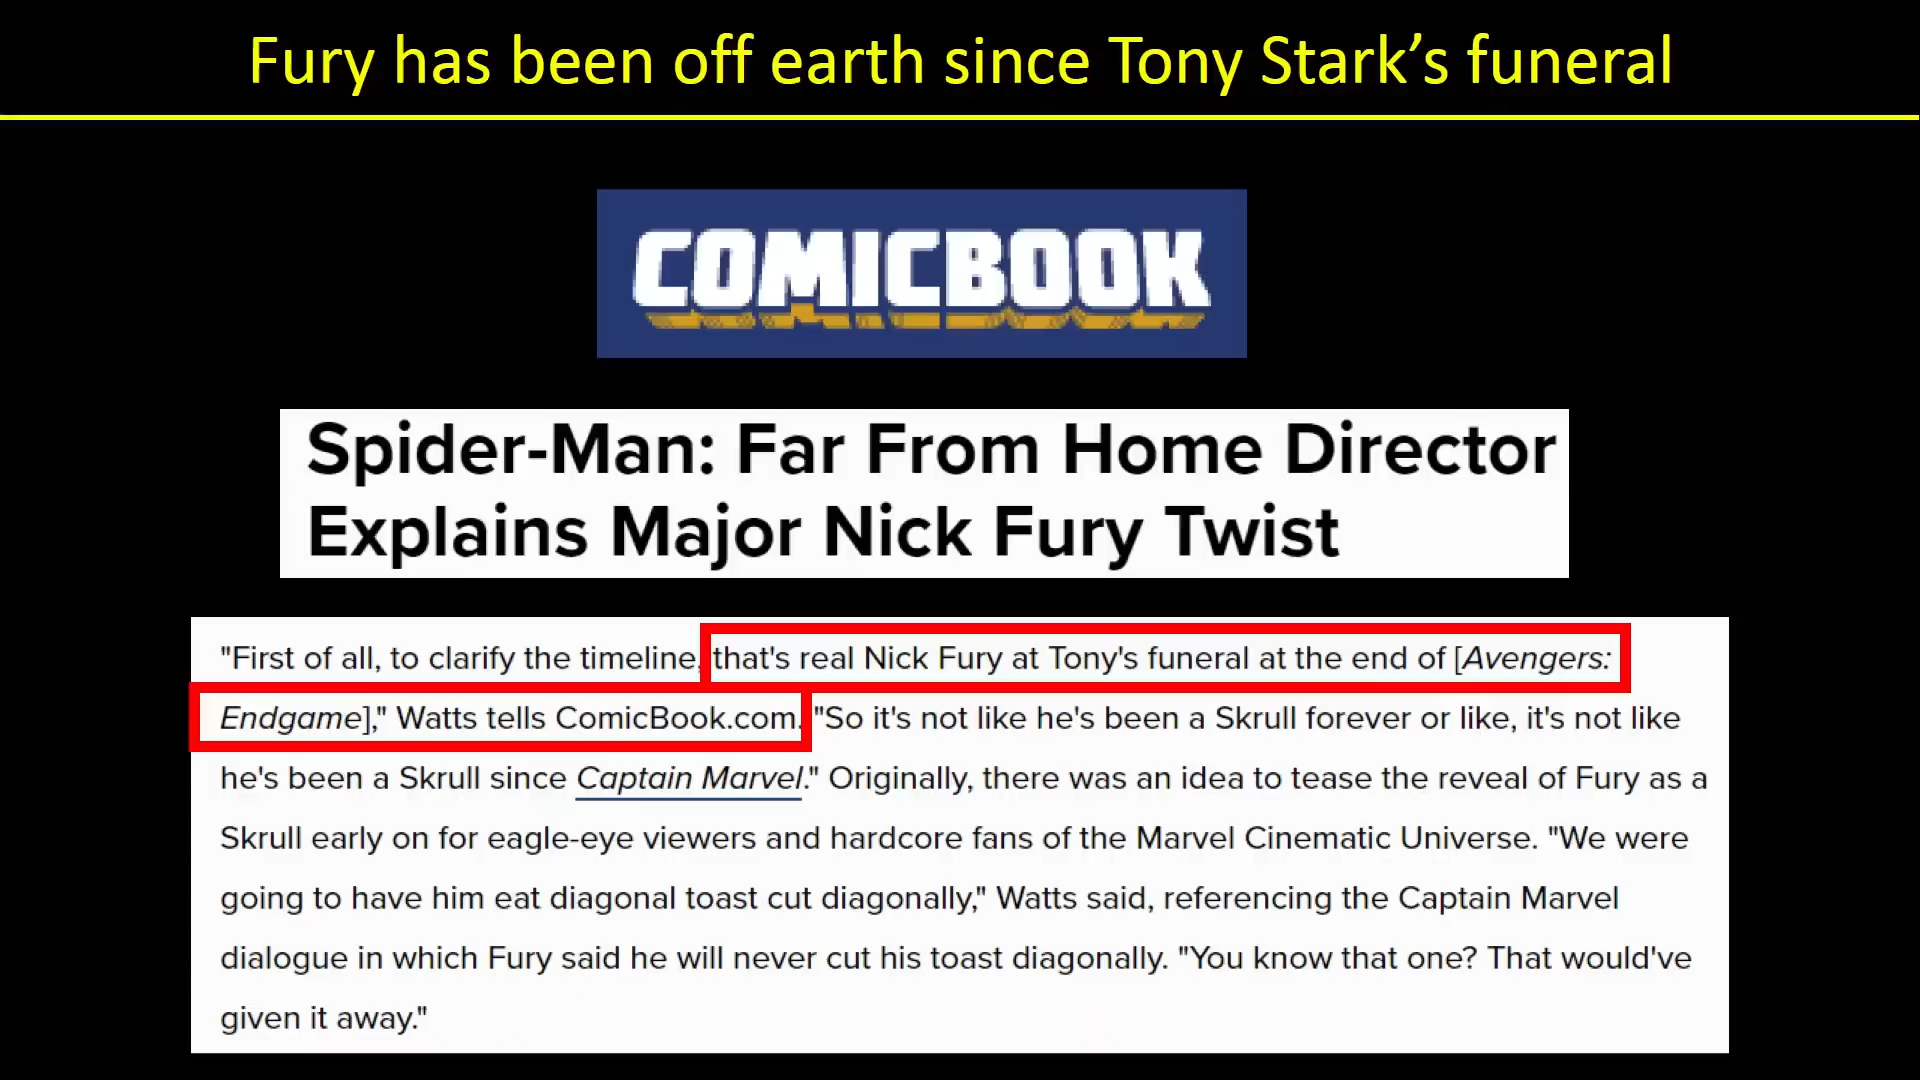 Fury has been off earth since Tony Stark’s funeral
COMICBOOK
Spider-Man: Far From Home Director
Explains Major Nick Fury Twist
"First of all, to clarify the timeline, that's real Nick Fury at Tony's funeral at the end of [Avengers:
Endgame]," Watts tells ComicBook.com. "So it's not like he's been a Skrull forever or like, it's not like
he's been a Skrull since Captain Marvel." Originally, there was an idea to tease the reveal of Fury as a
Skrull early on for eagle-eye viewers and hardcore fans of the Marvel Cinematic Universe. "We were
going to have him eat diagonal toast cut diagonally," Watts said, referencing the Captain Marvel
dialogue in which Fury said he will never cut his toast diagonally. "You know that one? That would've
given it away."